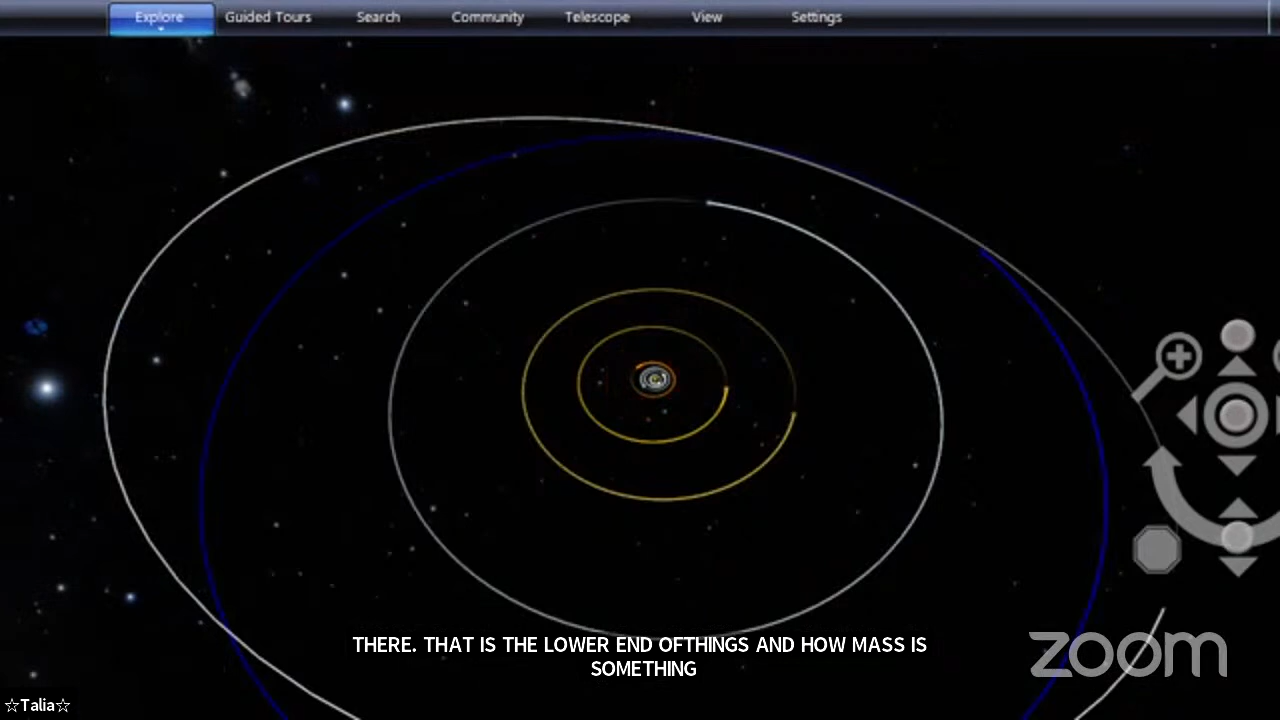 Explore
Guided Tours
Search
Community
Telescope
View
Settings
THERE. THAT IS THE LOWER END OFTHINGS AND HOW MASS IS
SOMETHING
zoom
☆Talia☆